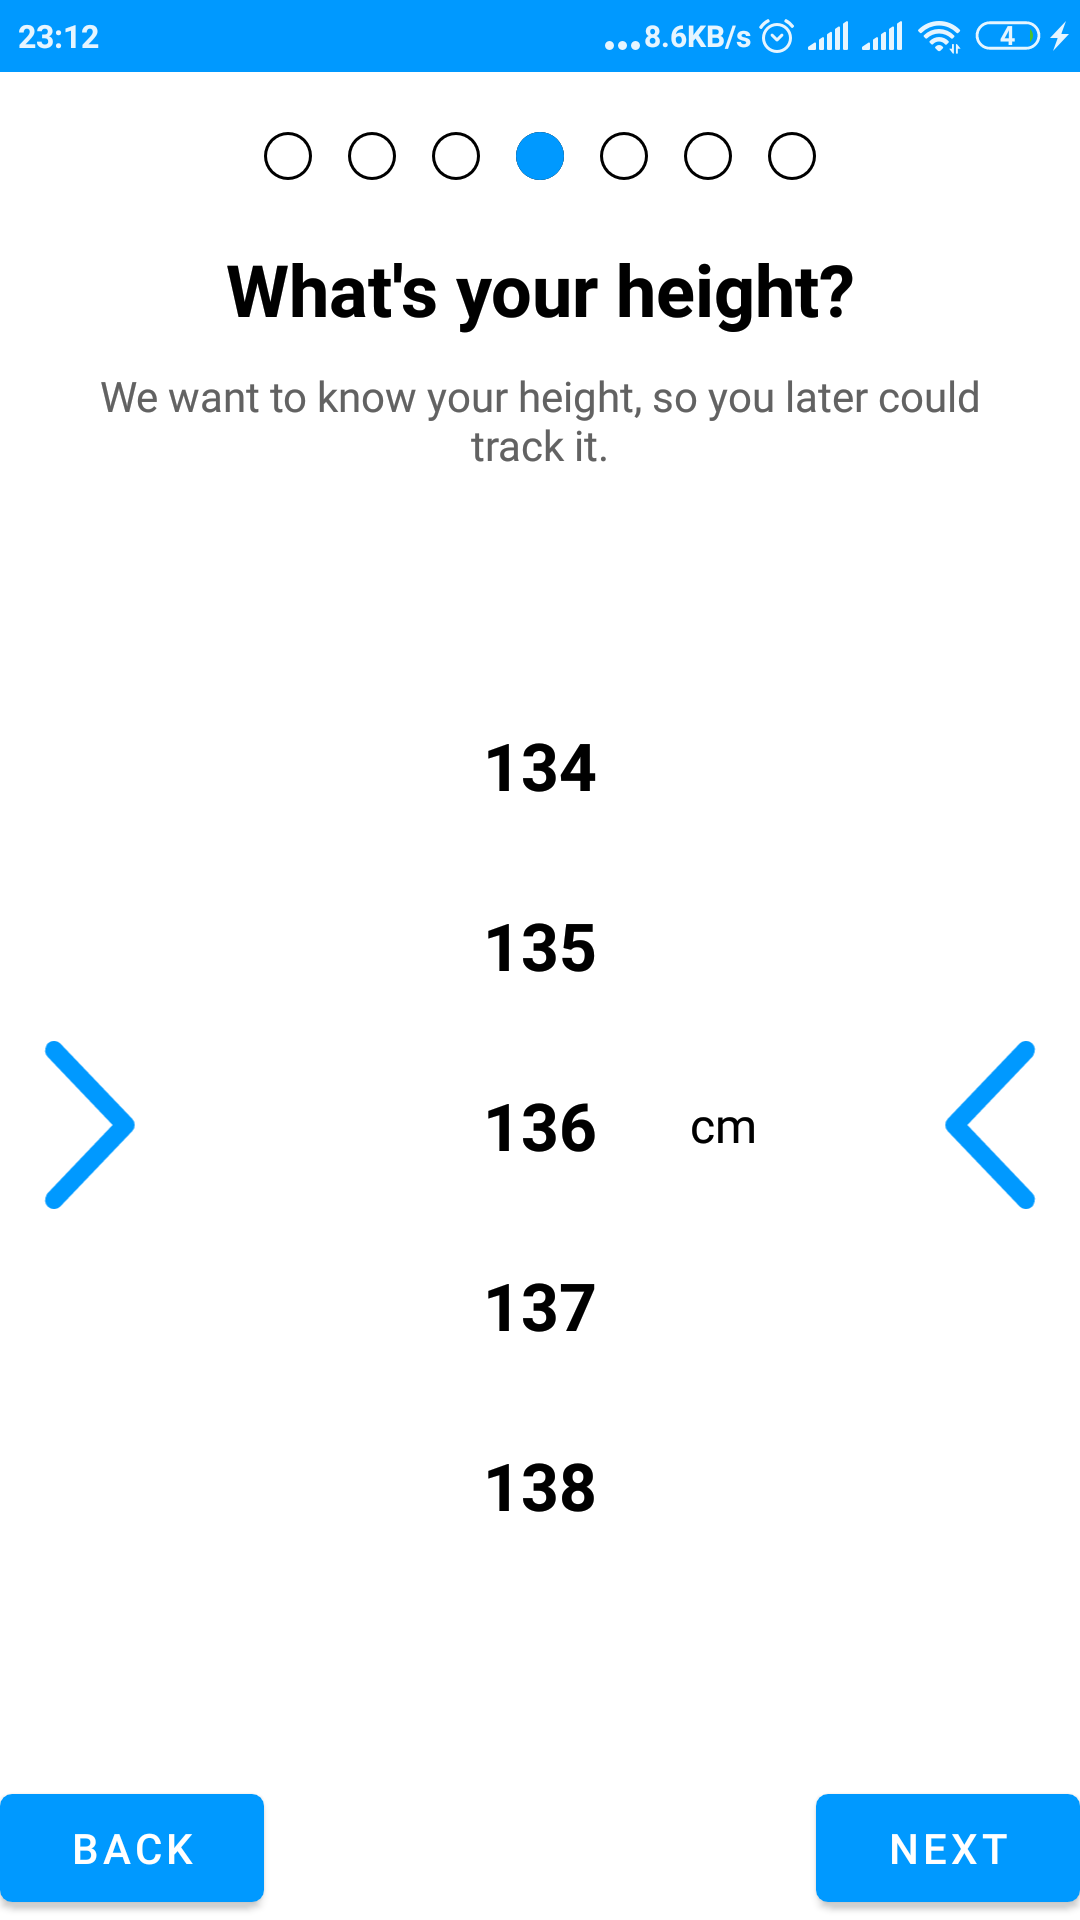 23:12
...8.6KB/s 4
What's your height?
We want to know your height, so you later could
track it.
134
135
136 cm
137
138
BACK NEXT